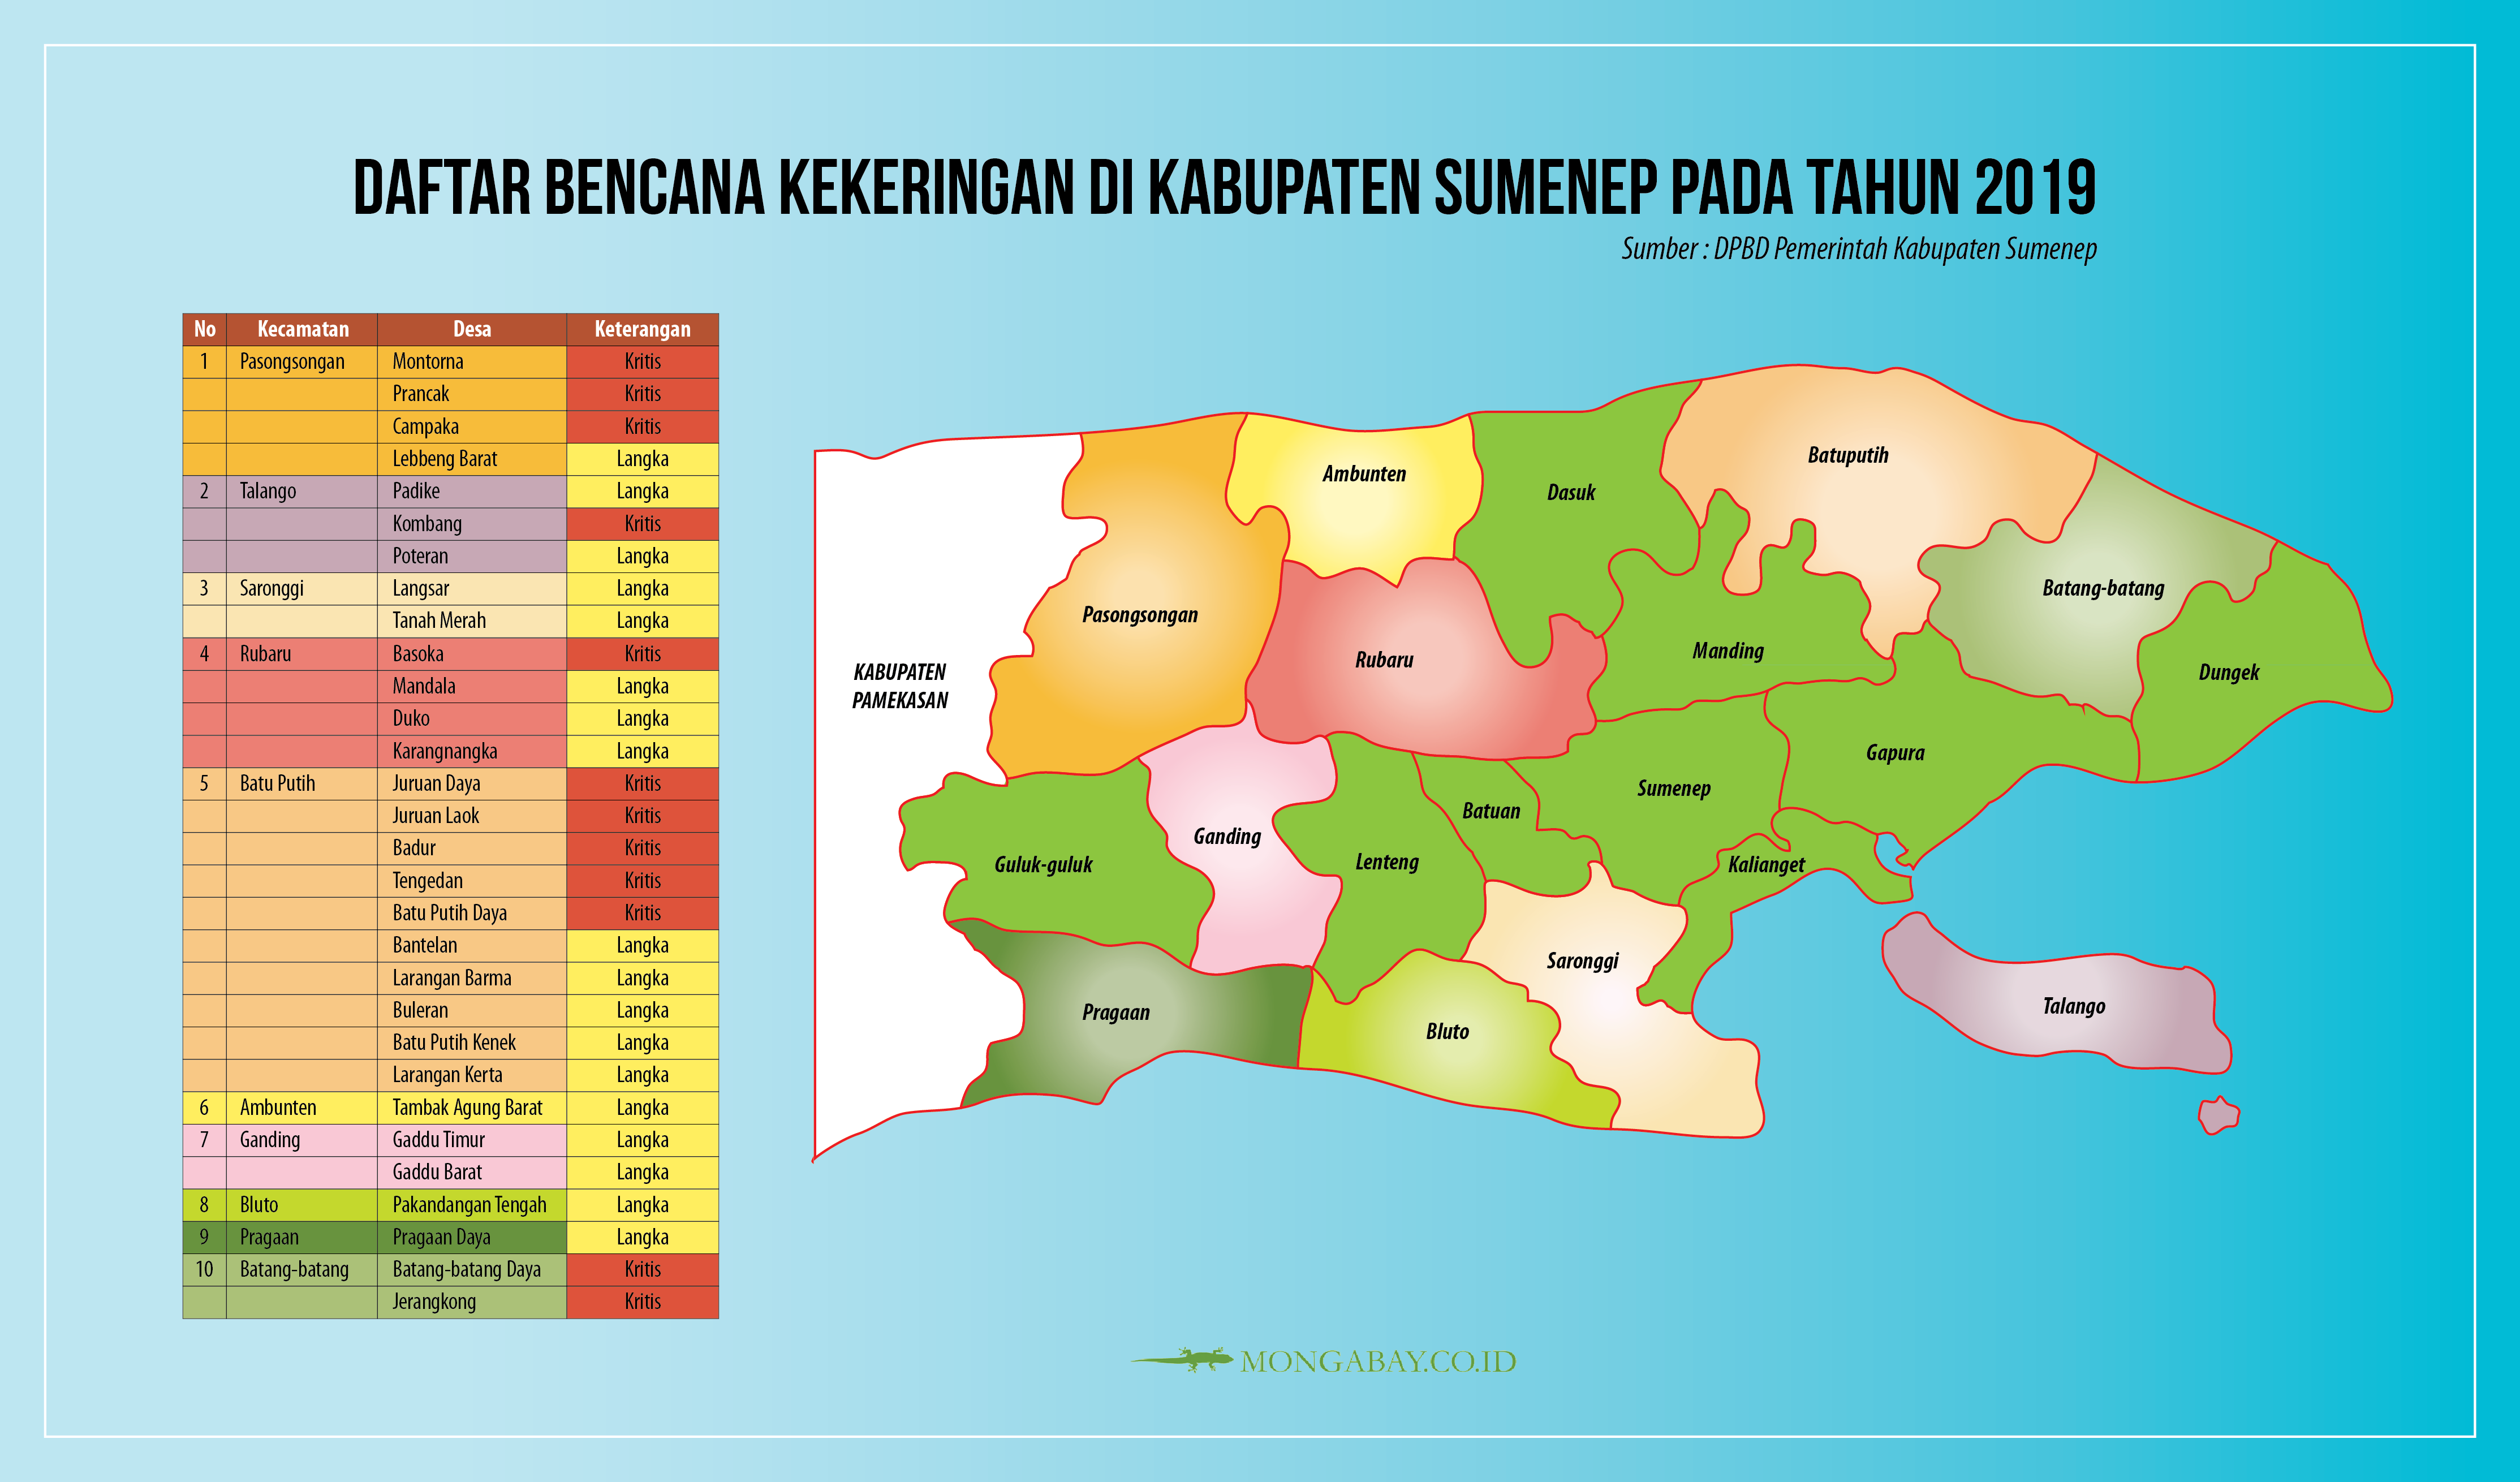 DAFTAR BENCANA KEKERINGAN DI KABUPATEN SUMENEP PADA TAHUN 2019
Sumber : DPBD Pemerintah Kabupaten Sumenep
No Kecamatan Desa Keterangan
1 Pasongsongan Montorna Kritis
Prancak Kritis
Campaka Kritis
Lebbeng Barat Langka
2 Talango Padike Langka
Kombang Kritis
Poteran Langka
3 Saronggi Langsar Langka
Tanah Merah Langka
4 Rubaru Basoka Kritis
Mandala Langka
Duko Langka
Karangnangka Langka
5 Batu Putih Juruan Daya Kritis
Juruan Laok Kritis
Badur Kritis
Tengedan Kritis
Batu Putih Daya Kritis
Bantelan Langka
Larangan Barma Langka
Buleran Langka
Batu Putih Kenek Langka
Larangan Kerta Langka
6 Ambunten Tambak Agung Barat Langka
7 Ganding Gaddu Timur Langka
Gaddu Barat Langka
8 Bluto Pakandangan Tengah Langka
9 Pragaan Pragaan Daya Langka
10 Batang-batang Batang-batang Daya Kritis
Jerangkong Kritis
KABUPATEN
PAMEKASAN
Pasongsongan
Ambunten
Dasuk
Batuputih
Batang-batang
Dungek
Rubaru
Manding
Gapura
Sumenep
Batuan
Kalianget
Guluk-guluk
Ganding
Lenteng
Saronggi
Pragaan
Bluto
Talango
MONGABAY.CO.ID